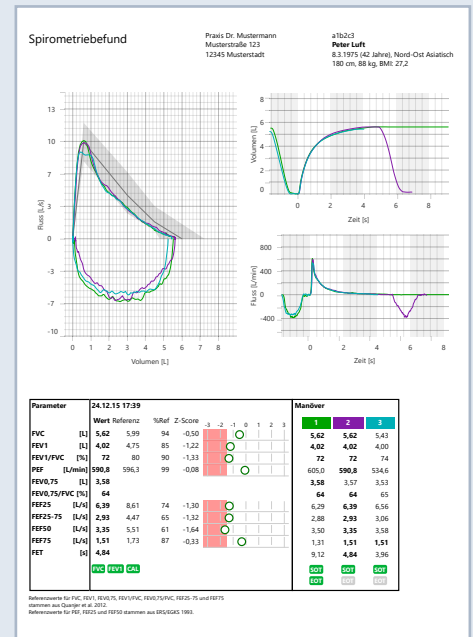 Spirometriebefund
Praxis Dr. Mustermann
Musterstraße 123
12345 Musterstadt
a1b2c3
Peter Luft
8.3.1975 (42 Jahre), Nord-Ost Asiatisch
180 cm, 88 kg, BMI: 27,2
Fluss [L/s]
13
10
7
3
0
-3
-7
-10
0 1 2 3 4 5 6 7 8
Volumen [L]
Volumen [L]
8
6
4
2
0
0 2 4 6 8
Zeit [s]
Fluss [L/min]
800
400
0
-400
0 2 4 6 8
Zeit [s]
Parameter 24.12.15 17:39 Manöver
Wert Referenz %Ref Z-Score -3 -2 -1 0 1 2 3 1 2 3
FVC [L] 5,62 5,99 94 -0,50 5,62 5,62 5,43
FEV1 [L] 4,02 4,75 85 -1,22 4,02 4,02 4,00
FEV1/FVC [%] 72 80 90 -1,33 72 72 74
PEF [L/min] 590,8 596,3 99 -0,08 605,0 590,8 534,6
FEV0,75 [L] 3,58 3,58 3,57 3,53
FEV0,75/FVC [%] 64 64 64 65
FEF25 [L/s] 6,39 8,61 74 -1,30 6,29 6,39 6,56
FEF25-75 [L/s] 2,93 4,47 65 -1,32 2,88 2,93 3,06
FEF50 [L/s] 3,35 5,51 61 -1,64 3,50 3,35 3,58
FEF75 [L/s] 1,51 1,73 87 -0,33 1,31 1,51 1,51
FET [s] 4,84 9,12 4,84 3,96
FVC FEV1 CAL SOT SOT SOT
EOT EOT EOT
Referenzwerte für FVC, FEV1, FEV0,75, FEV1/FVC, FEV0,75/FVC, FEF25-75 und FEF75
stammen aus Quanjer et al. 2012.
Referenzwerte für PEF, FEF25 und FEF50 stammen aus ERS/EGKS 1993.